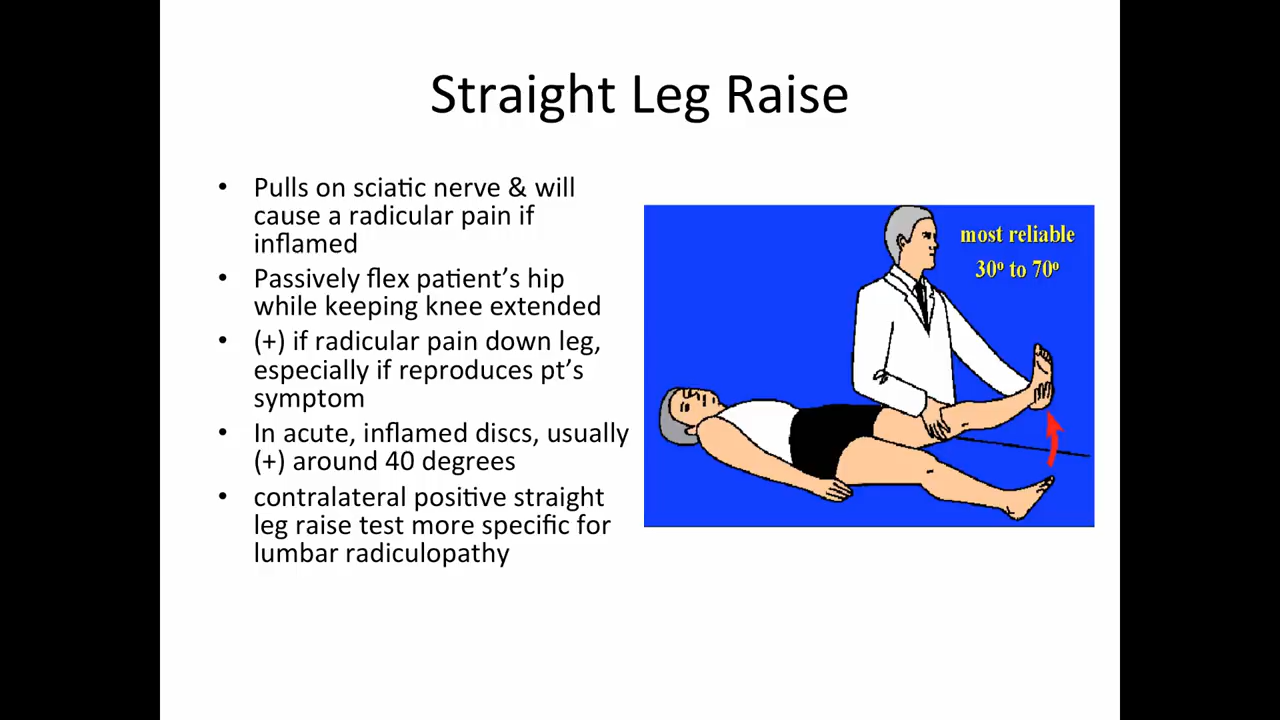 Straight Leg Raise
• Pulls on sciatic nerve & will
cause a radicular pain if
inflamed
• Passively flex patient’s hip
while keeping knee extended
• (+) if radicular pain down leg,
especially if reproduces pt’s
symptom
• In acute, inflamed discs, usually
(+) around 40 degrees
• contralateral positive straight
leg raise test more specific for
lumbar radiculopathy
most reliable
30º to 70º